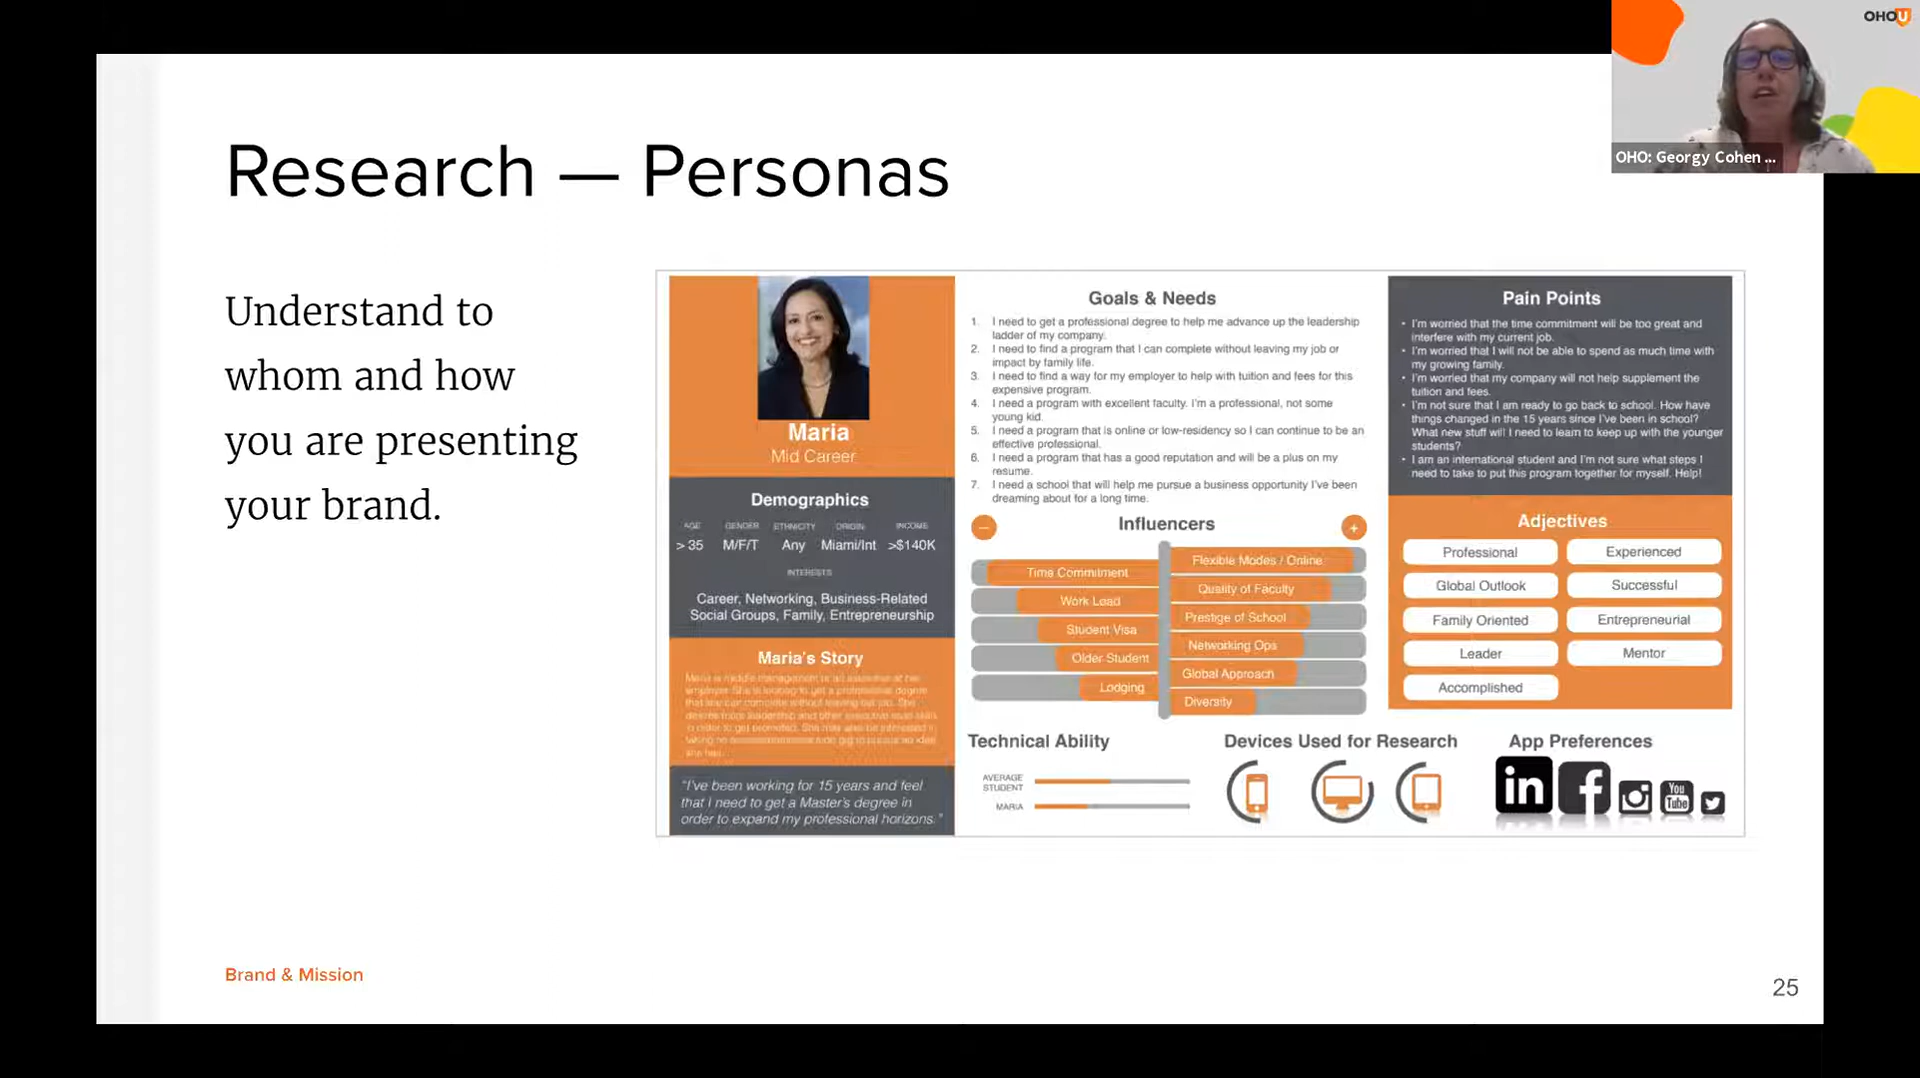 OHO U
OHO: Georgy Cohen ...
Research — Personas
Understand to
whom and how
you are presenting
your brand.
Maria
Mid Career
Demographics
AGE GENDER ETHNICITY ORIGIN INCOME
> 35 M/F/T Any Miami/Int >$140K
INTERESTS
Career, Networking, Business-Related
Social Groups, Family, Entrepreneurship
Maria's Story
"I've been working for 15 years and feel
that I need to get a Master's degree in
order to expand my professional horizons."
Goals & Needs
1. I need to get a professional degree to help me advance up the leadership
ladder of my company.
2. I need to find a program that I can complete without leaving my job or
impact by family life.
3. I need to find a way for my employer to help with tuition and fees for this
expensive program.
4. I need a program with excellent faculty. I'm a professional, not some
young kid.
5. I need a program that is online or low-residency so I can continue to be an
effective professional.
6. I need a program that has a good reputation and will be a plus on my
resume.
7. I need a school that will help me pursue a business opportunity I've been
dreaming about for a long time.
Influencers
Time Commitment
Work Load
Student Visa
Older Student
Lodging
Flexible Modes / Online
Quality of Faculty
Prestige of School
Networking Ops
Global Approach
Diversity
Pain Points
• I'm worried that the time commitment will be too great and
interfere with my current job.
• I'm worried that I will not be able to spend as much time with
my growing family.
• I'm worried that my company will not help supplement the
tuition and fees.
• I'm not sure that I am ready to go back to school. How have
things changed in the 15 years since I've been in school?
What new stuff will I need to learn to keep up with the younger
students?
• I am an international student and I'm not sure what steps I
need to take to put this program together for myself. Help!
Adjectives
Professional Experienced
Global Outlook Successful
Family Oriented Entrepreneurial
Leader Mentor
Accomplished
Technical Ability
AVERAGE
STUDENT
MARIA
Devices Used for Research
App Preferences
in f You
Tube
Brand & Mission
25